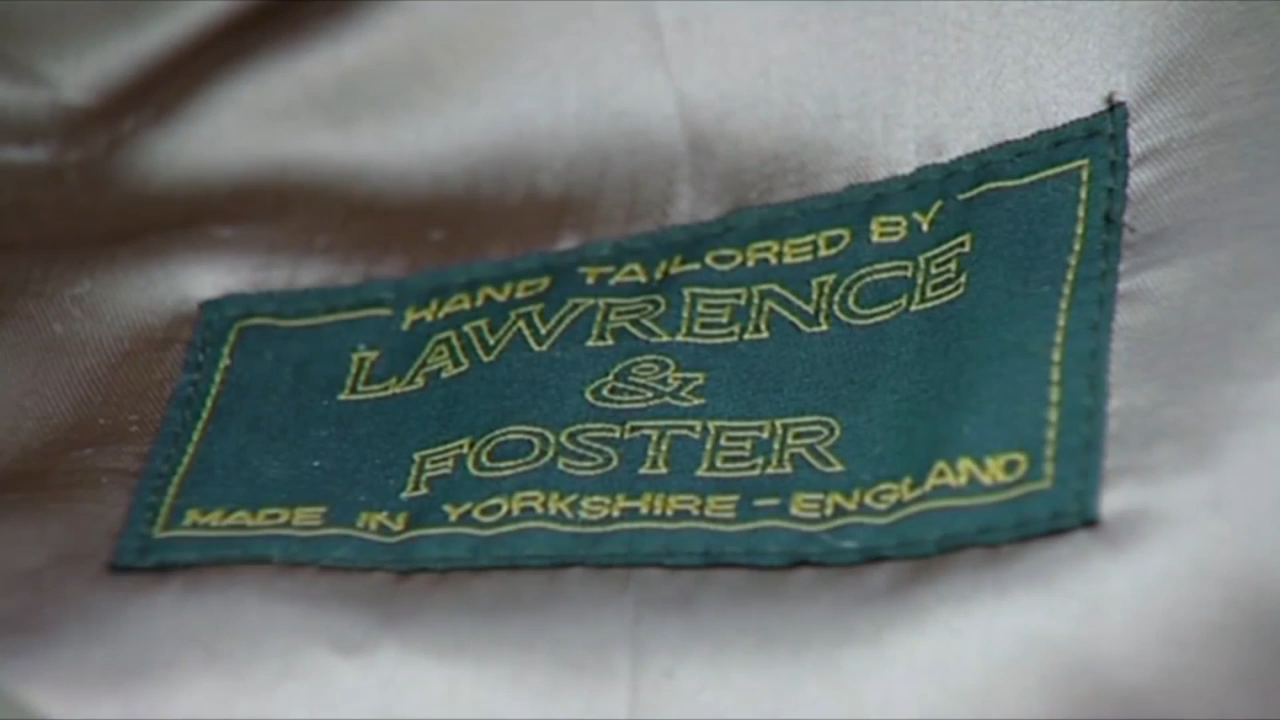 HAND TAILORED BY
LAWRENCE
&
FOSTER
MADE IN YORKSHIRE - ENGLAND